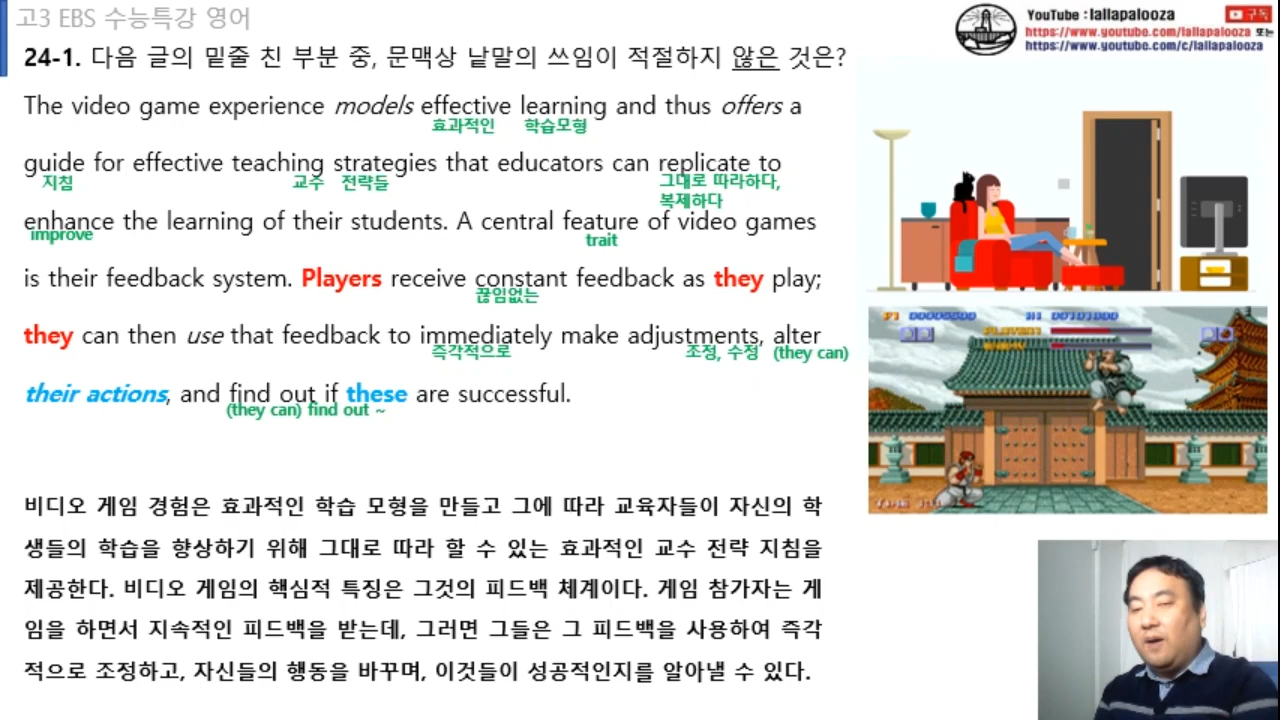 고3 EBS 수능특강 영어
YouTube : lallapalooza
구독
https://www.youtube.com/lallapalooza 또는
https://www.youtube.com/c/lallapalooza
24-1. 다음 글의 밑줄 친 부분 중, 문맥상 낱말의 쓰임이 적절하지 않은 것은?
The video game experience models effective learning and thus offers a
효과적인 학습모형
guide for effective teaching strategies that educators can replicate to
지침 교수 전략들 그대로 따라하다,
복제하다
enhance the learning of their students. A central feature of video games
improve trait
is their feedback system. Players receive constant feedback as they play;
끊임없는
they can then use that feedback to immediately make adjustments, alter
즉각적으로 조정, 수정 (they can)
their actions, and find out if these are successful.
(they can) find out ~
비디오 게임 경험은 효과적인 학습 모형을 만들고 그에 따라 교육자들이 자신의 학
생들의 학습을 향상하기 위해 그대로 따라 할 수 있는 효과적인 교수 전략 지침을
제공한다. 비디오 게임의 핵심적 특징은 그것의 피드백 체계이다. 게임 참가자는 게
임을 하면서 지속적인 피드백을 받는데, 그러면 그들은 그 피드백을 사용하여 즉각
적으로 조정하고, 자신들의 행동을 바꾸며, 이것들이 성공적인지를 알아낼 수 있다.